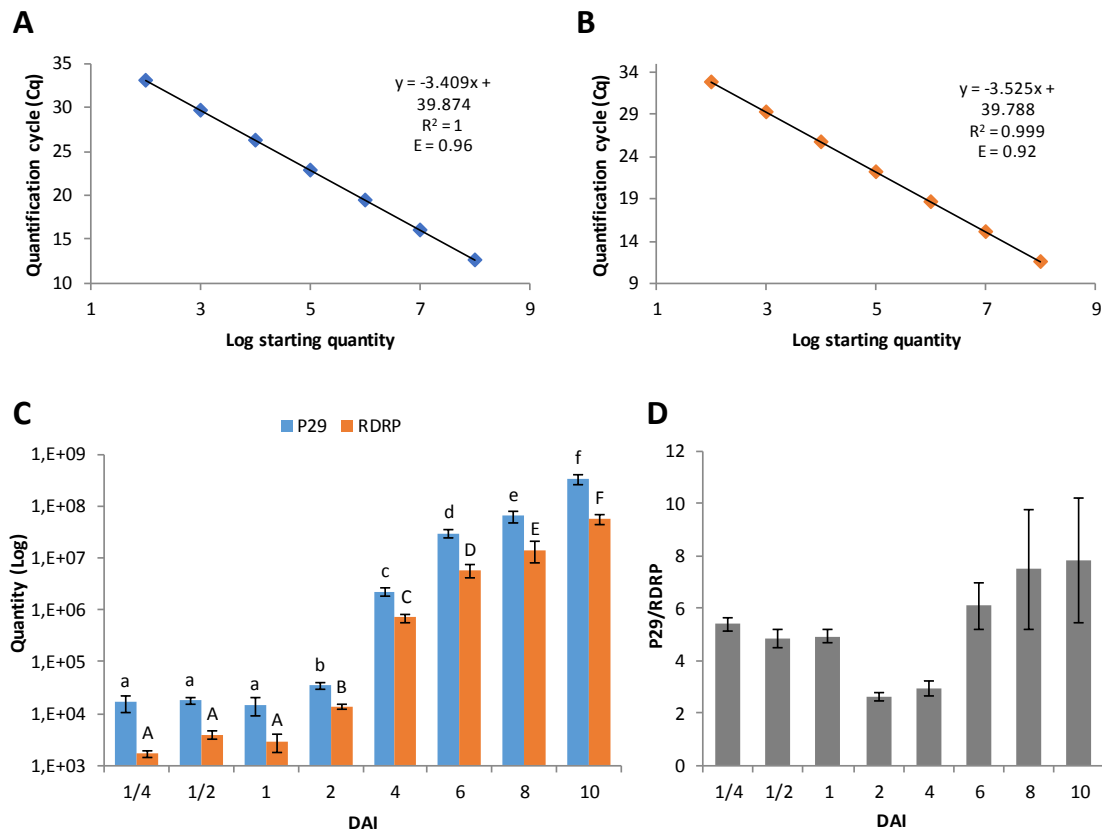 A
35
30
25
20
15
10
Quantification cycle (Cq)
y = -3.409x +
39.874
R² = 1
E = 0.96
1 3 5 7 9
Log starting quantity
B
34
29
24
19
14
9
Quantification cycle (Cq)
y = -3.525x +
39.788
R² = 0.999
E = 0.92
1 3 5 7 9
Log starting quantity
C
P29 RDRP
1,E+09
1,E+08
1,E+07
1,E+06
1,E+05
1,E+04
1,E+03
Quantity (Log)
a A a A a A b B c C d D e E f F
1/4 1/2 1 2 4 6 8 10
DAI
D
12
10
8
6
4
2
0
P29/RDRP
1/4 1/2 1 2 4 6 8 10
DAI